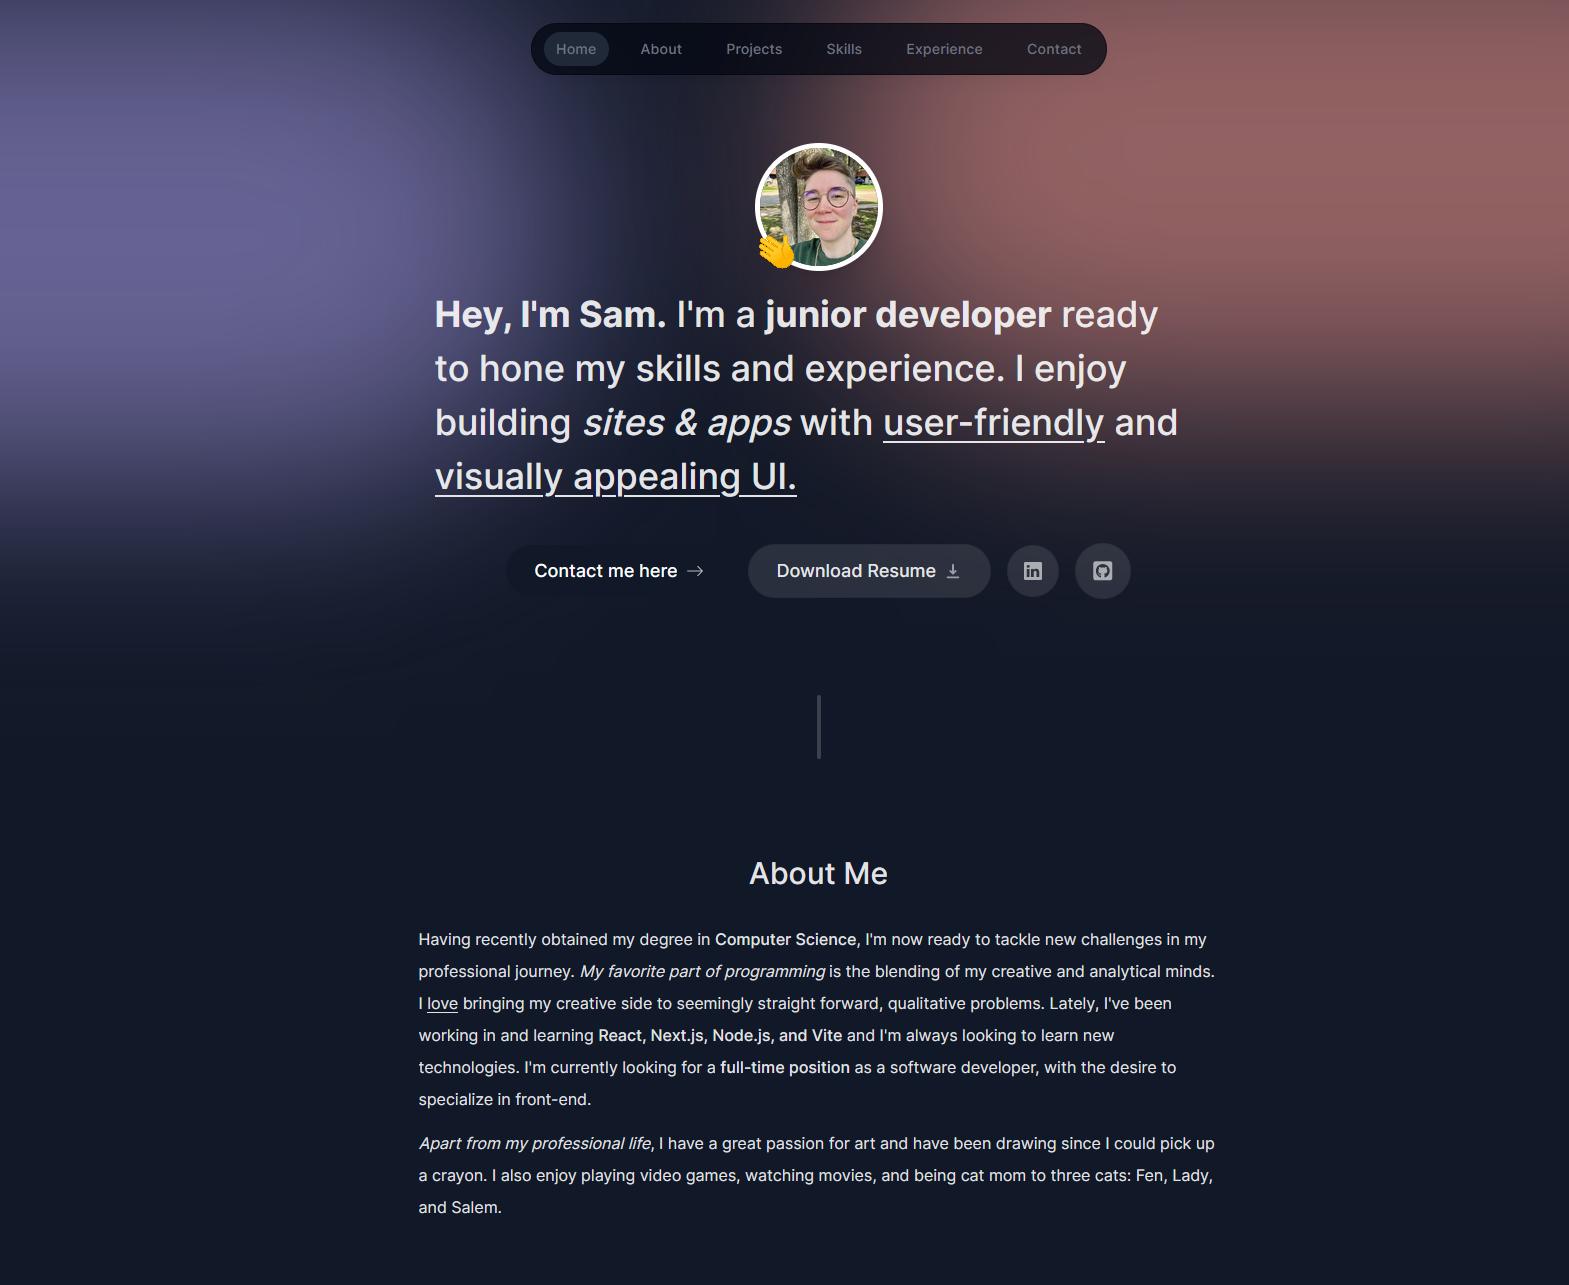 Home About Projects Skills Experience Contact
Hey, I'm Sam. I'm a junior developer ready
to hone my skills and experience. I enjoy
building sites & apps with user-friendly and
visually appealing UI.
Contact me here → Download Resume
About Me
Having recently obtained my degree in Computer Science, I'm now ready to tackle new challenges in my
professional journey. My favorite part of programming is the blending of my creative and analytical minds.
I love bringing my creative side to seemingly straight forward, qualitative problems. Lately, I've been
working in and learning React, Next.js, Node.js, and Vite and I'm always looking to learn new
technologies. I'm currently looking for a full-time position as a software developer, with the desire to
specialize in front-end.
Apart from my professional life, I have a great passion for art and have been drawing since I could pick up
a crayon. I also enjoy playing video games, watching movies, and being cat mom to three cats: Fen, Lady,
and Salem.